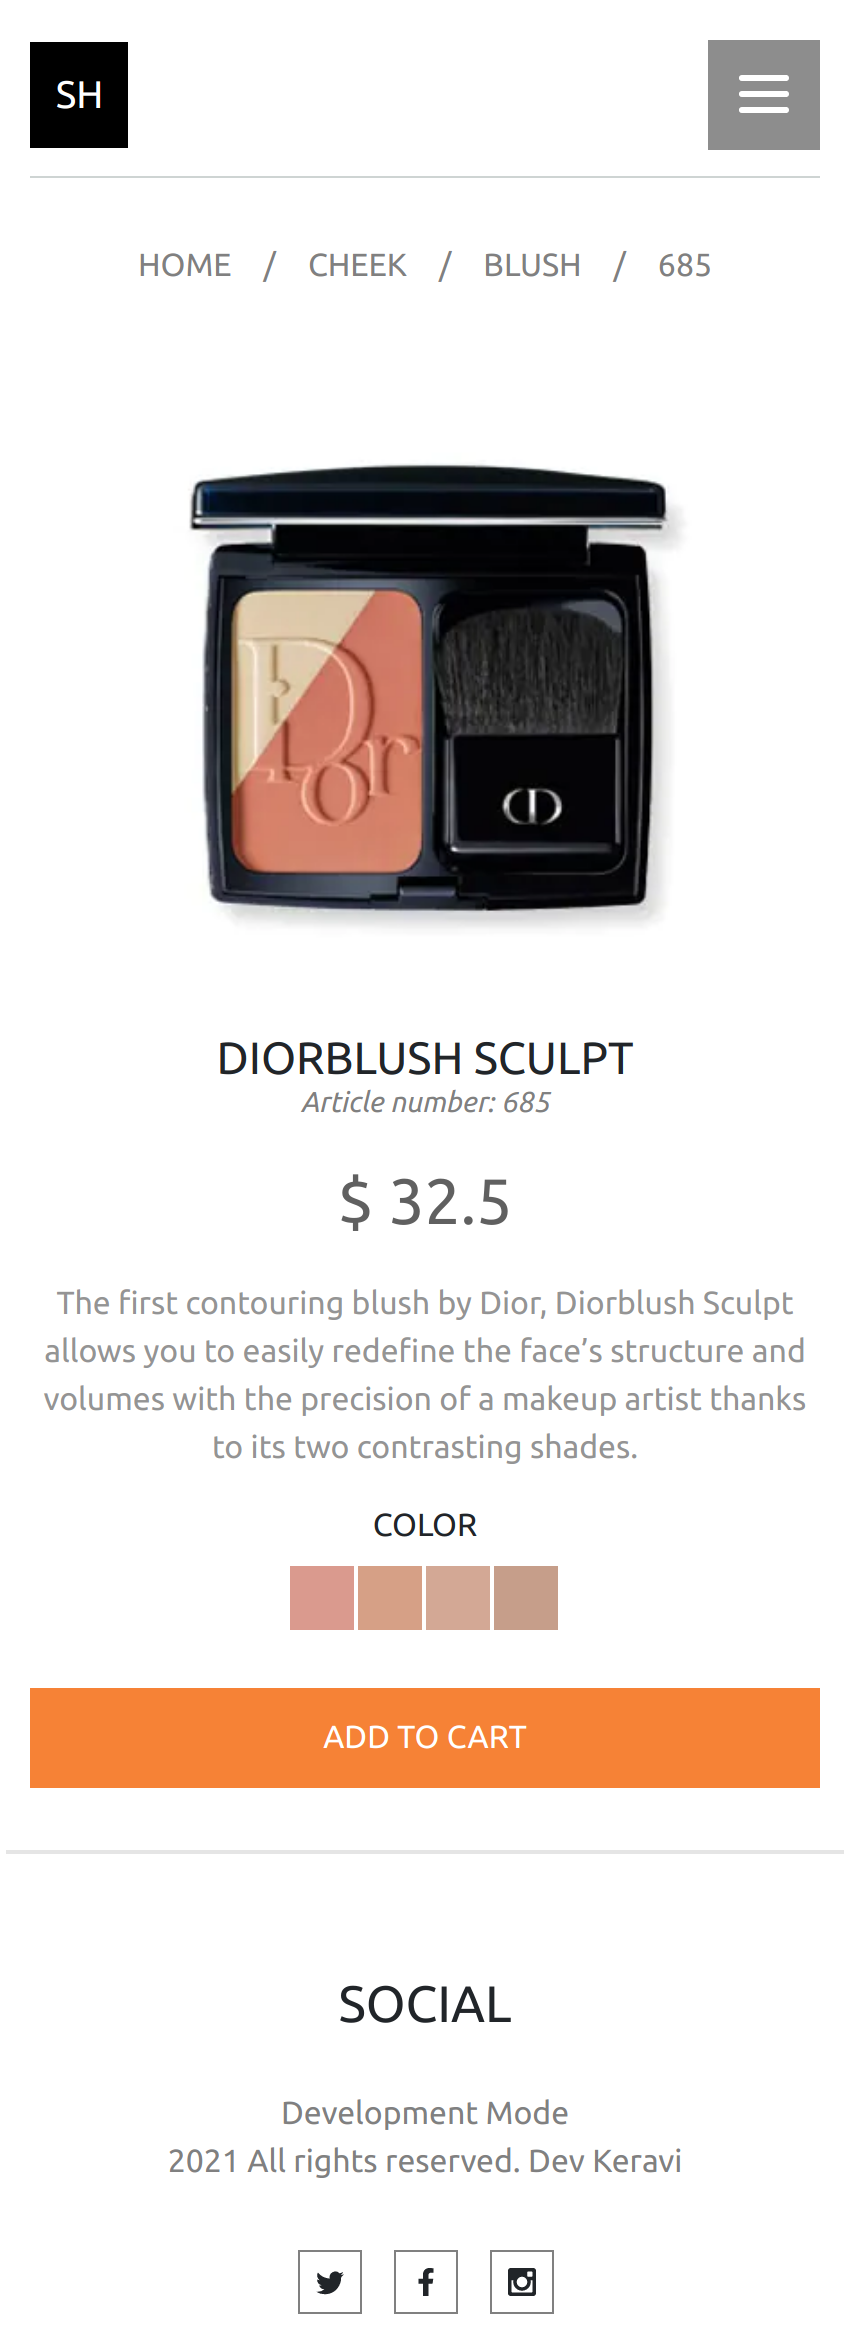 SH
HOME / CHEEK / BLUSH / 685
Dior
CD
DIORBLUSH SCULPT
Article number: 685
$ 32.5
The first contouring blush by Dior, Diorblush Sculpt
allows you to easily redefine the face’s structure and
volumes with the precision of a makeup artist thanks
to its two contrasting shades.
COLOR
ADD TO CART
SOCIAL
Development Mode
2021 All rights reserved. Dev Keravi